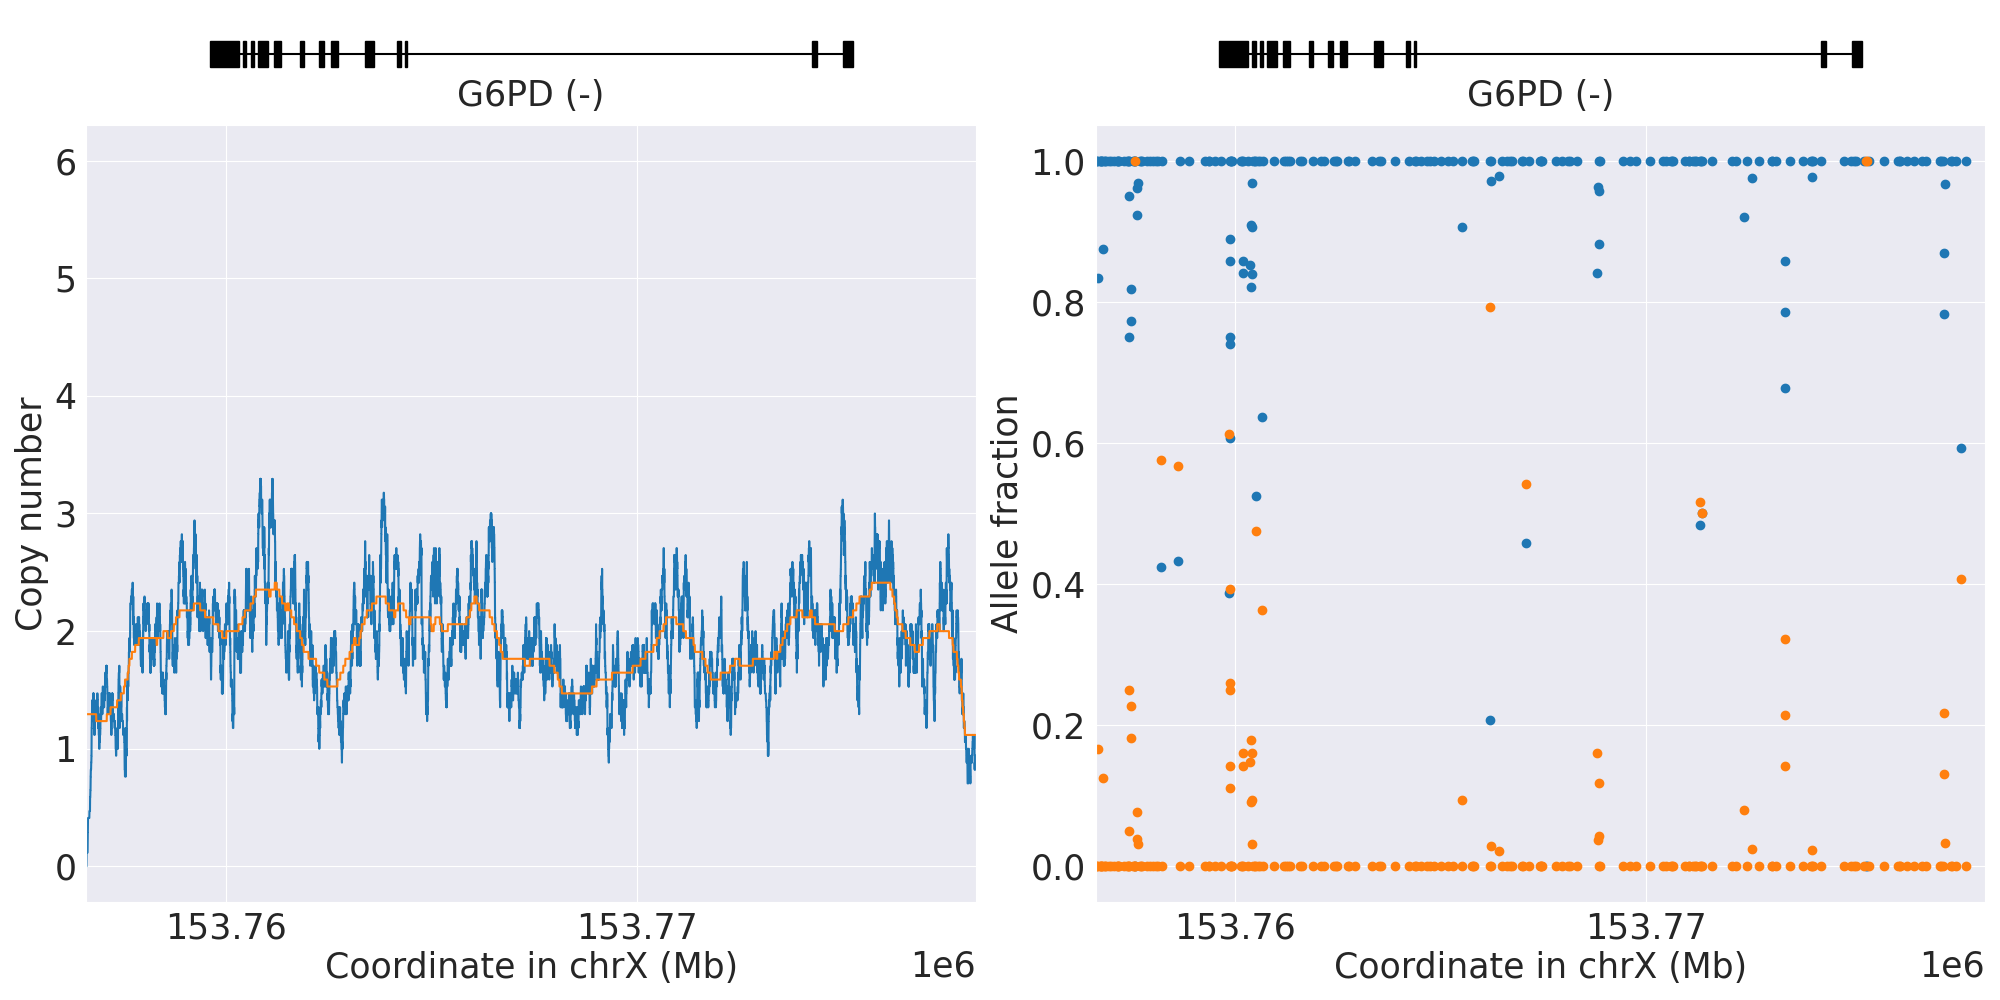 G6PD (-)
6
5
4
3
2
1
0
Copy number
153.76
153.77
Coordinate in chrX (Mb)
1e6
G6PD (-)
1.0
0.8
0.6
0.4
0.2
0.0
Allele fraction
153.76
153.77
Coordinate in chrX (Mb)
1e6